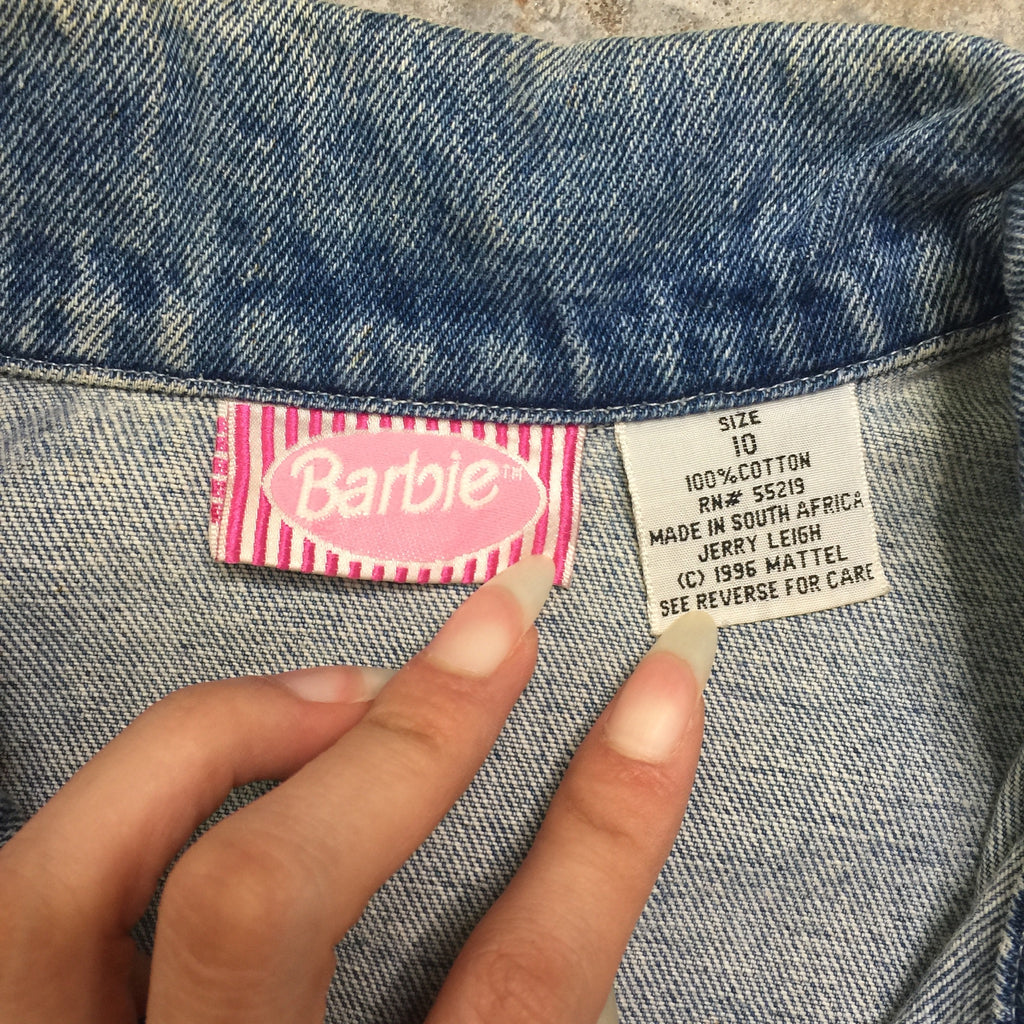 Barbie™
SIZE
10
100% COTTON
RN# 55219
MADE IN SOUTH AFRICA
JERRY LEIGH
(C) 1996 MATTEL
SEE REVERSE FOR CARE